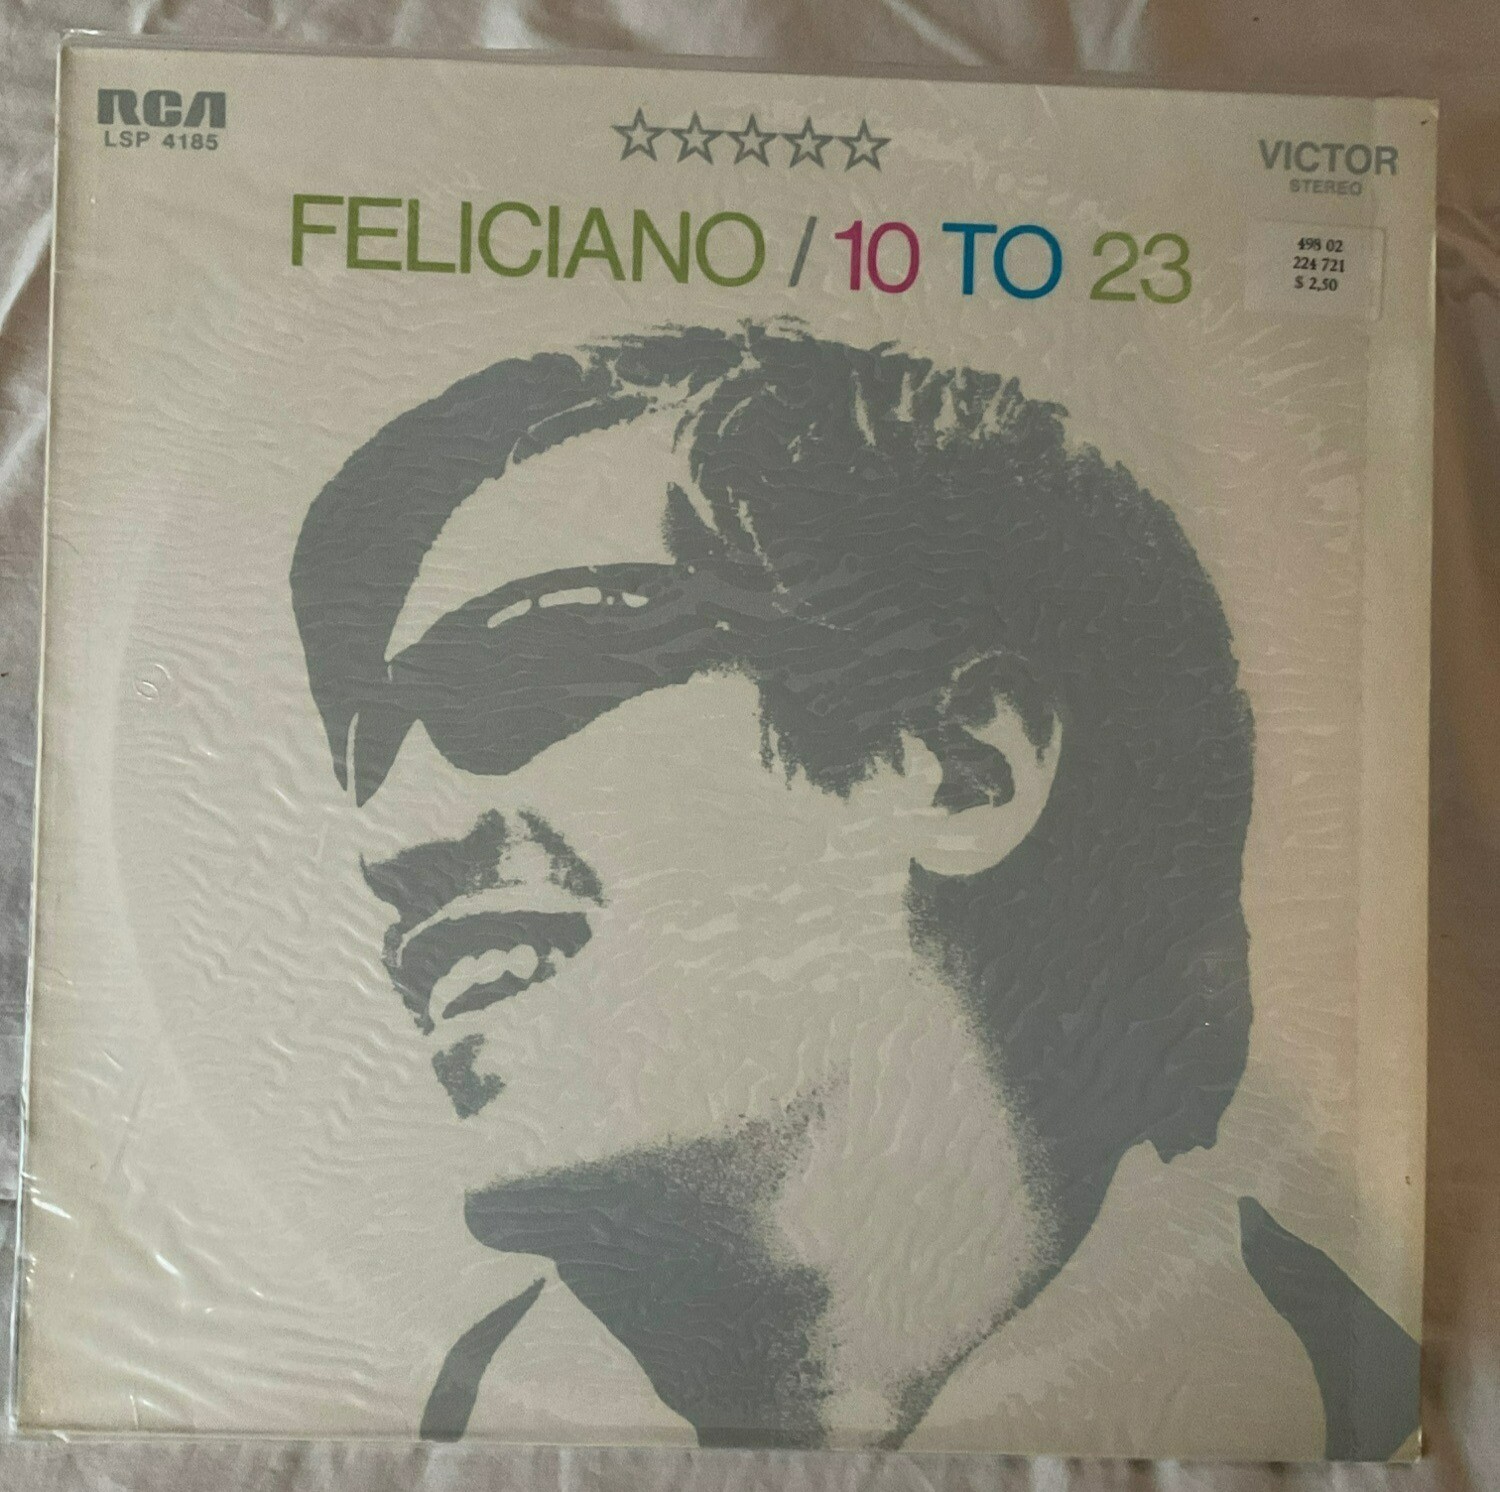 RCA
LSP 4185
VICTOR
STEREO
FELICIANO / 10 TO 23
498 02
224 721
$ 2,50